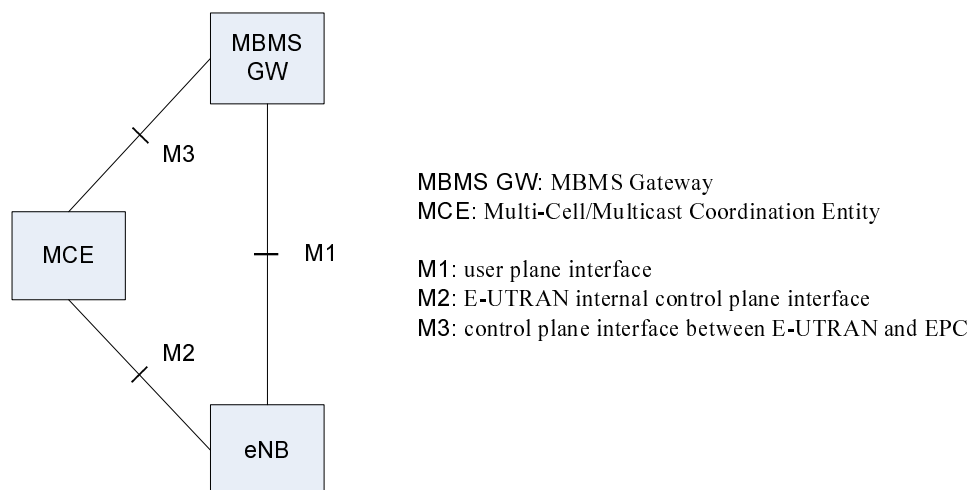 MBMS
GW
M3
MCE
M1
M2
eNB
MBMS GW: MBMS Gateway
MCE: Multi-Cell/Multicast Coordination Entity
M1: user plane interface
M2: E-UTRAN internal control plane interface
M3: control plane interface between E-UTRAN and EPC